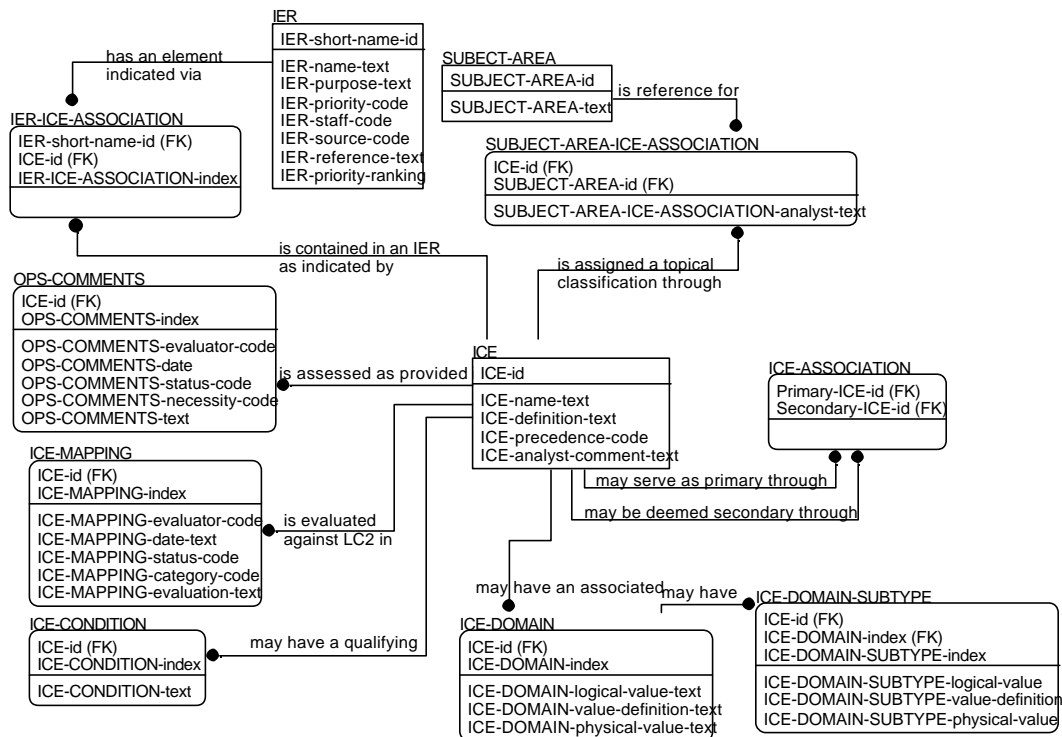 IER
IER-short-name-id
IER-name-text
IER-purpose-text
IER-priority-code
IER-staff-code
IER-source-code
IER-reference-text
IER-priority-ranking
has an element
indicated via
SUBECT-AREA
SUBJECT-AREA-id
SUBJECT-AREA-text
is reference for
IER-ICE-ASSOCIATION
IER-short-name-id (FK)
ICE-id (FK)
IER-ICE-ASSOCIATION-index
SUBJECT-AREA-ICE-ASSOCIATION
ICE-id (FK)
SUBJECT-AREA-id (FK)
SUBJECT-AREA-ICE-ASSOCIATION-analyst-text
is contained in an IER
as indicated by
is assigned a topical
classification through
OPS-COMMENTS
ICE-id (FK)
OPS-COMMENTS-index
OPS-COMMENTS-evaluator-code
OPS-COMMENTS-date
OPS-COMMENTS-status-code
OPS-COMMENTS-necessity-code
OPS-COMMENTS-text
is assessed as provided
ICE
ICE-id
ICE-name-text
ICE-definition-text
ICE-precedence-code
ICE-analyst-comment-text
ICE-ASSOCIATION
Primary-ICE-id (FK)
Secondary-ICE-id (FK)
may serve as primary through
may be deemed secondary through
ICE-MAPPING
ICE-id (FK)
ICE-MAPPING-index
ICE-MAPPING-evaluator-code
ICE-MAPPING-date-text
ICE-MAPPING-status-code
ICE-MAPPING-category-code
ICE-MAPPING-evaluation-text
is evaluated
against LC2 in
ICE-CONDITION
ICE-id (FK)
ICE-CONDITION-index
ICE-CONDITION-text
may have a qualifying
may have an associated
ICE-DOMAIN
ICE-id (FK)
ICE-DOMAIN-index
ICE-DOMAIN-logical-value-text
ICE-DOMAIN-value-definition-text
ICE-DOMAIN-physical-value-text
may have
ICE-DOMAIN-SUBTYPE
ICE-id (FK)
ICE-DOMAIN-index (FK)
ICE-DOMAIN-SUBTYPE-index
ICE-DOMAIN-SUBTYPE-logical-value
ICE-DOMAIN-SUBTYPE-value-definition
ICE-DOMAIN-SUBTYPE-physical-value